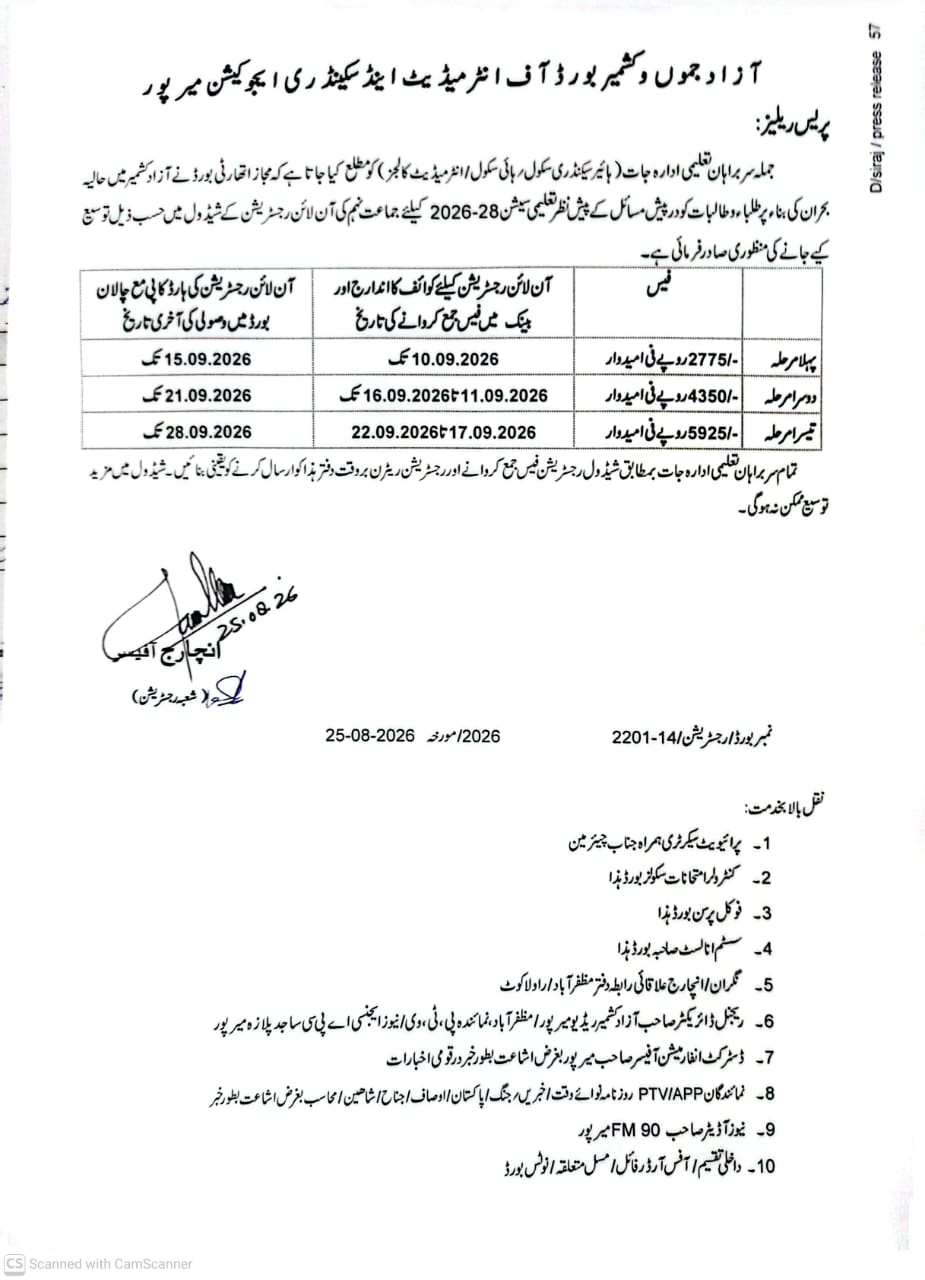 D/siraj / press release 57
آزاد جموں و کشمیر بورڈ آف انٹرمیڈیٹ اینڈ سکینڈری ایجوکیشن میرپور
پریس ریلیز:
جملہ سربراہان تعلیمی ادارہ جات (ہائیر سیکنڈری سکول/ہائی سکول/انٹرمیڈیٹ کالجز) کو مطلع کیا جاتا ہے کہ مجاز اتھارٹی بورڈ نے آزاد کشمیر میں حالیہ
بحران کی بناء پر طلباء و طالبات کو درپیش مسائل کے پیش نظر تعلیمی سیشن 28-2026 کیلئے جماعت نہم کی آن لائن رجسٹریشن کے شیڈول میں حسب ذیل توسیع
کیے جانے کی منظوری صادر فرمائی ہے۔
فیس
آن لائن رجسٹریشن کیلئے کوائف کا اندراج اور
بینک میں فیس جمع کروانے کی تاریخ
آن لائن رجسٹریشن کی ہارڈ کاپی مع چالان
بورڈ میں وصولی کی آخری تاریخ
پہلا مرحلہ 2775/- روپے فی امیدوار 10.09.2026 تک 15.09.2026 تک
دوسرا مرحلہ 4350/- روپے فی امیدوار 11.09.2026 تا 16.09.2026 تک 21.09.2026 تک
تیسرا مرحلہ 5925/- روپے فی امیدوار 17.09.2026 تا 22.09.2026 28.09.2026 تک
تمام سربراہان تعلیمی ادارہ جات بمطابق شیڈول رجسٹریشن فیس جمع کروانے اور رجسٹریشن ریٹرن بروقت دفتر ہذا کو ارسال کرنے کو یقینی بنائیں۔ شیڈول میں مزید
توسیع ممکن نہ ہوگی۔
25.08.26
انچارج آفیسر
(شعبہ رجسٹریشن)
نمبر بورڈ/رجسٹریشن/2201-14 /2026 مورخہ 25-08-2026
نقل بالا بخدمت:
1۔ پرائیویٹ سیکرٹری ہمراہ جناب چیئرمین
2۔ کنٹرولر امتحانات سکولز بورڈ ہذا
3۔ فوکل پرسن بورڈ ہذا
4۔ سسٹم انالسٹ صاحبہ بورڈ ہذا
5۔ نگران/انچارج علاقائی رابطہ دفتر مظفرآباد/راولاکوٹ
6۔ ریجنل ڈائریکٹر صاحب آزاد کشمیر ریڈیو میرپور/مظفرآباد، نمائندہ پی، ٹی، وی/نیوز ایجنسی اے پی سی ساجد پلازہ میرپور
7۔ ڈسٹرکٹ انفارمیشن آفیسر صاحب میرپور بغرض اشاعت بطور خبر در قومی اخبارات
8۔ نمائندگان PTV/APP روزنامہ نوائے وقت/خبریں/جنگ/پاکستان/اوصاف/جناح/شاھین/محاسب بغرض اشاعت بطور خبر
9۔ نیوز آڈیٹر صاحب FM 90 میرپور
10۔ داخلی تقسیم/آفس آرڈر فائل/مسل متعلقہ/نوٹس بورڈ
CS Scanned with CamScanner